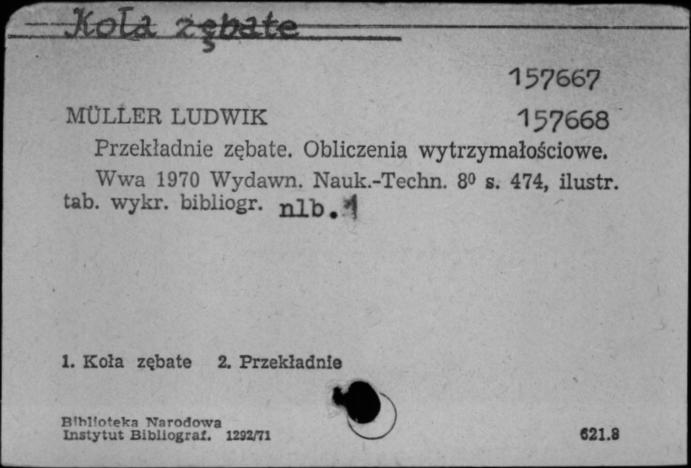 Koła zębate
157667
MÜLLER LUDWIK 157668
Przekładnie zębate. Obliczenia wytrzymałościowe.
Wwa 1970 Wydawn. Nauk.-Techn. 8⁰ s. 474, ilustr.
tab. wykr. bibliogr. nlb. 1
1. Koła zębate 2. Przekładnie
Biblioteka Narodowa
Instytut Bibliograf. 1292/71 621.8